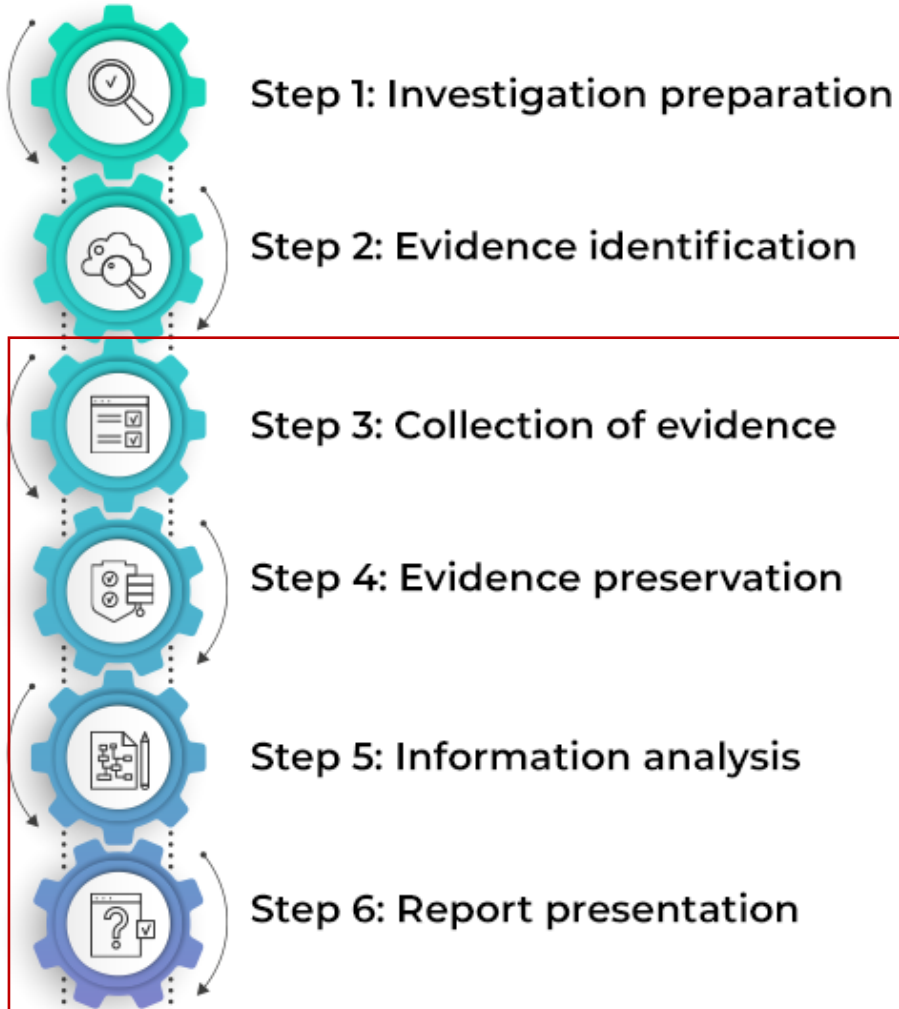 Step 1: Investigation preparation
Step 2: Evidence identification
Step 3: Collection of evidence
Step 4: Evidence preservation
Step 5: Information analysis
Step 6: Report presentation